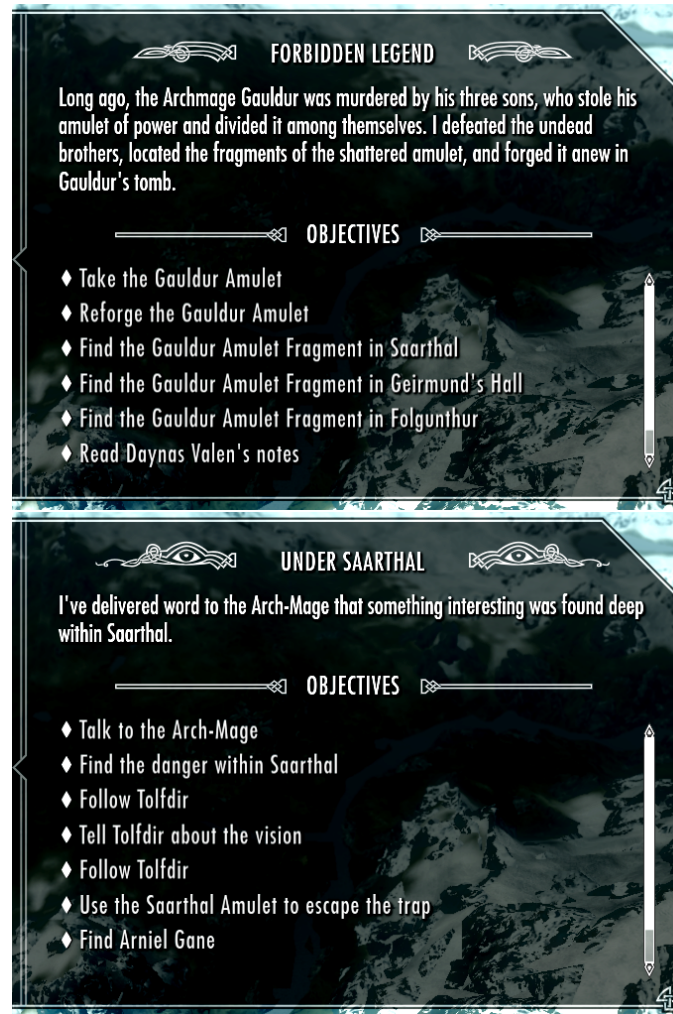 FORBIDDEN LEGEND
Long ago, the Archmage Gauldur was murdered by his three sons, who stole his
amulet of power and divided it among themselves. I defeated the undead
brothers, located the fragments of the shattered amulet, and forged it anew in
Gauldur's tomb.
OBJECTIVES
Take the Gauldur Amulet
Reforge the Gauldur Amulet
Find the Gauldur Amulet Fragment in Saarthal
Find the Gauldur Amulet Fragment in Geirmund's Hall
Find the Gauldur Amulet Fragment in Folgunthur
Read Daynas Valen's notes
UNDER SAARTHAL
I've delivered word to the Arch-Mage that something interesting was found deep
within Saarthal.
OBJECTIVES
Talk to the Arch-Mage
Find the danger within Saarthal
Follow Tolfdir
Tell Tolfdir about the vision
Follow Tolfdir
Use the Saarthal Amulet to escape the trap
Find Arniel Gane